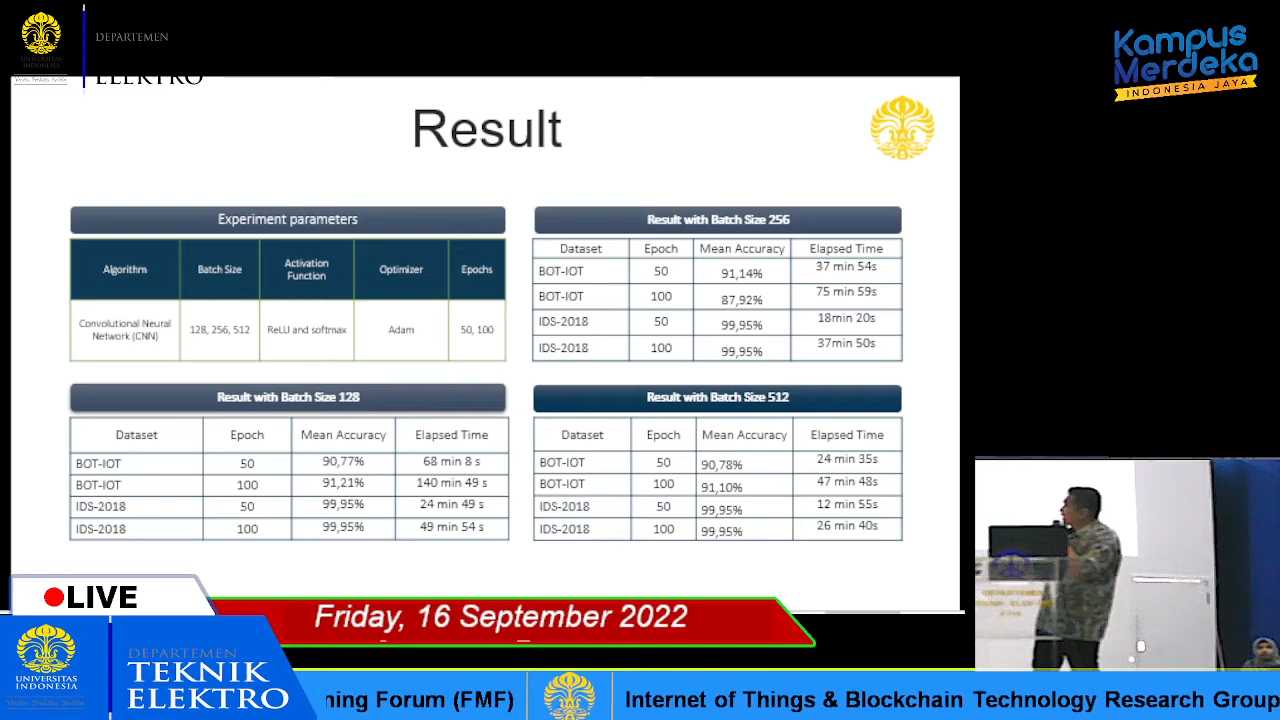 DEPARTEMEN
ELEKTRO
UNIVERSITAS
INDONESIA
Kampus
Merdeka
INDONESIA JAYA
Result
Experiment parameters
Algorithm Batch Size Activation Function Optimizer Epochs
Convolutional Neural Network (CNN) 128, 256, 512 ReLU and softmax Adam 50, 100
Result with Batch Size 256
Dataset Epoch Mean Accuracy Elapsed Time
BOT-IOT 50 91,14% 37 min 54s
BOT-IOT 100 87,92% 75 min 59s
IDS-2018 50 99,95% 18min 20s
IDS-2018 100 99,95% 37min 50s
Result with Batch Size 128
Dataset Epoch Mean Accuracy Elapsed Time
BOT-IOT 50 90,77% 68 min 8 s
BOT-IOT 100 91,21% 140 min 49 s
IDS-2018 50 99,95% 24 min 49 s
IDS-2018 100 99,95% 49 min 54 s
Result with Batch Size 512
Dataset Epoch Mean Accuracy Elapsed Time
BOT-IOT 50 90,78% 24 min 35s
BOT-IOT 100 91,10% 47 min 48s
IDS-2018 50 99,95% 12 min 55s
IDS-2018 100 99,95% 26 min 40s
LIVE
Friday, 16 September 2022
UNIVERSITAS
INDONESIA
DEPARTEMEN
TEKNIK
ELEKTRO
ning Forum (FMF)
Internet of Things & Blockchain Technology Research Group